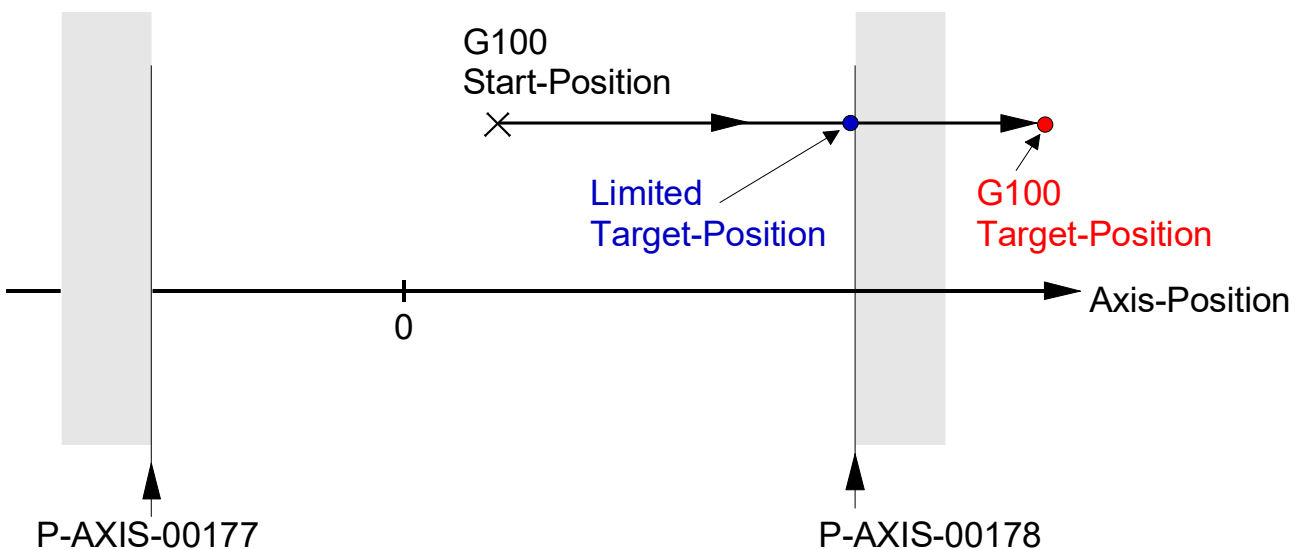 G100
Start-Position
Limited
Target-Position
G100
Target-Position
Axis-Position
0
P-AXIS-00177
P-AXIS-00178